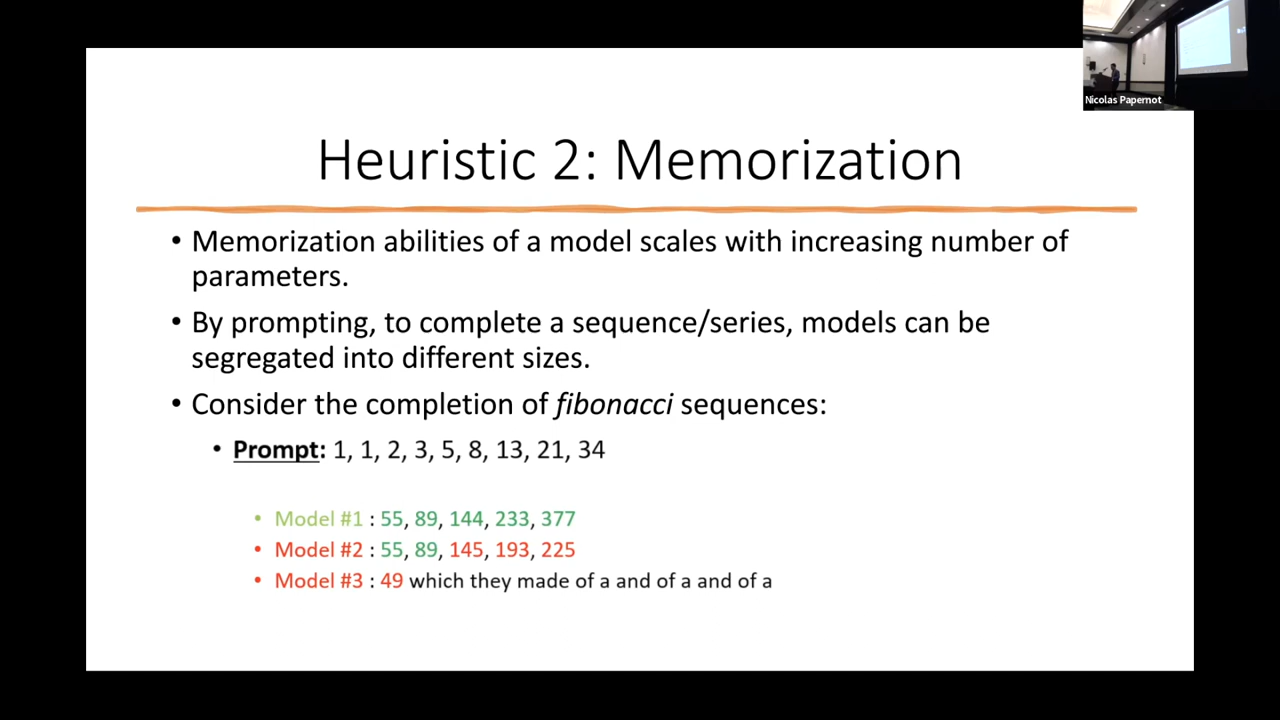 Nicolas Papernot
Heuristic 2: Memorization
• Memorization abilities of a model scales with increasing number of
parameters.
• By prompting, to complete a sequence/series, models can be
segregated into different sizes.
• Consider the completion of fibonacci sequences:
• Prompt: 1, 1, 2, 3, 5, 8, 13, 21, 34
• Model #1 : 55, 89, 144, 233, 377
• Model #2 : 55, 89, 145, 193, 225
• Model #3 : 49 which they made of a and of a and of a